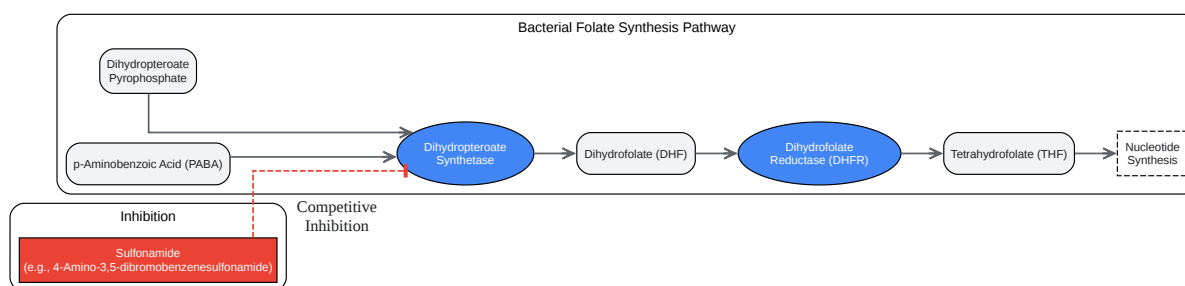 Bacterial Folate Synthesis Pathway
Dihydropteroate
Pyrophosphate
p-Aminobenzoic Acid (PABA)
Dihydropteroate
Synthetase
Dihydrofolate (DHF)
Dihydrofolate
Reductase (DHFR)
Tetrahydrofolate (THF)
Nucleotide
Synthesis
Competitive
Inhibition
Inhibition
Sulfonamide
(e.g., 4-Amino-3,5-dibromobenzenesulfonamide)